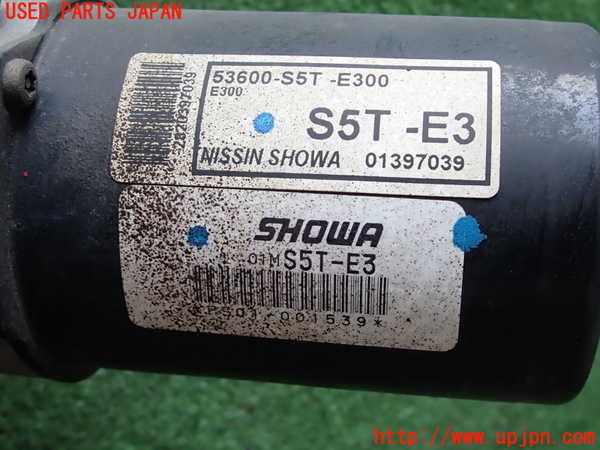 USED PARTS JAPAN
53600-S5T -E300
E300
S5T -E3
NISSIN SHOWA 01397039
SHOWA
01M S5T-E3
http://www.upjpn.com/